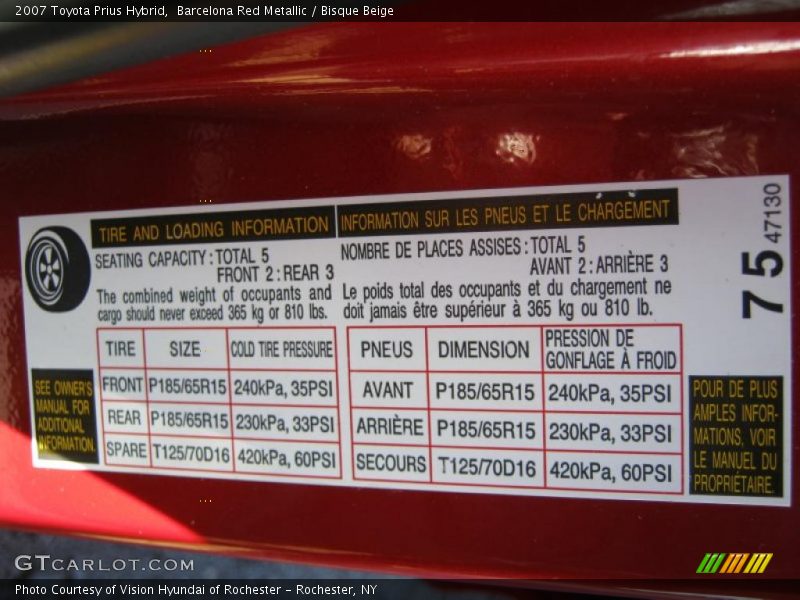 2007 Toyota Prius Hybrid,  Barcelona Red Metallic / Bisque Beige
TIRE AND LOADING INFORMATION
SEATING CAPACITY : TOTAL 5
FRONT 2 : REAR 3
The combined weight of occupants and
cargo should never exceed 365 kg or 810 lbs.
TIRE SIZE COLD TIRE PRESSURE
FRONT P185/65R15 240kPa, 35PSI
REAR P185/65R15 230kPa, 33PSI
SPARE T125/70D16 420kPa, 60PSI
SEE OWNER'S
MANUAL FOR
ADDITIONAL
INFORMATION.
INFORMATION SUR LES PNEUS ET LE CHARGEMENT
NOMBRE DE PLACES ASSISES : TOTAL 5
AVANT 2 : ARRIÈRE 3
Le poids total des occupants et du chargement ne
doit jamais être supérieur à 365 kg ou 810 lb.
PNEUS DIMENSION PRESSION DE
GONFLAGE À FROID
AVANT P185/65R15 240kPa, 35PSI
ARRIÈRE P185/65R15 230kPa, 33PSI
SECOURS T125/70D16 420kPa, 60PSI
POUR DE PLUS
AMPLES INFOR-
MATIONS, VOIR
LE MANUEL DU
PROPRIÉTAIRE.
75 47130
GTCARLOT.COM
Photo Courtesy of Vision Hyundai of Rochester - Rochester, NY